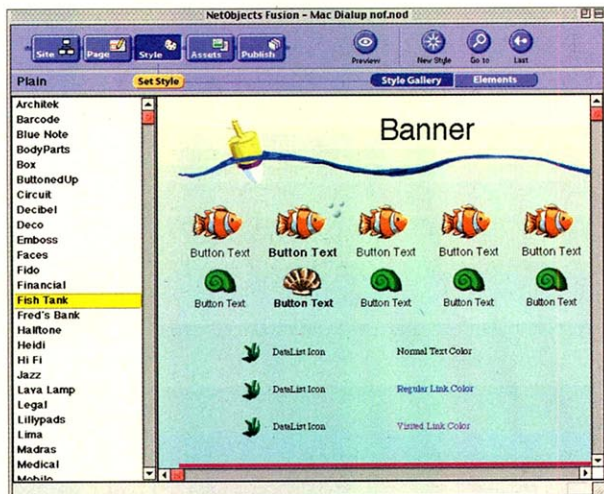 NetObjects Fusion - Mac Dialup nof.nod
Site Page Style Assets Publish Preview New Style Go to Last
Plain Set Style Style Gallery Elements
Architek
Barcode
Blue Note
BodyParts
Box
ButtonedUp
Circuit
Decibel
Deco
Emboss
Faces
Fido
Financial
Fish Tank
Fred's Bank
Halftone
Heidi
Hi Fi
Jazz
Lava Lamp
Legal
Lillypads
Lima
Madras
Medical
Mobile
Banner
Button Text Button Text Button Text Button Text Button Text
Button Text Button Text Button Text Button Text Button Text
DataList Icon Normal Text Color
DataList Icon Regular Link Color
DataList Icon Visited Link Color